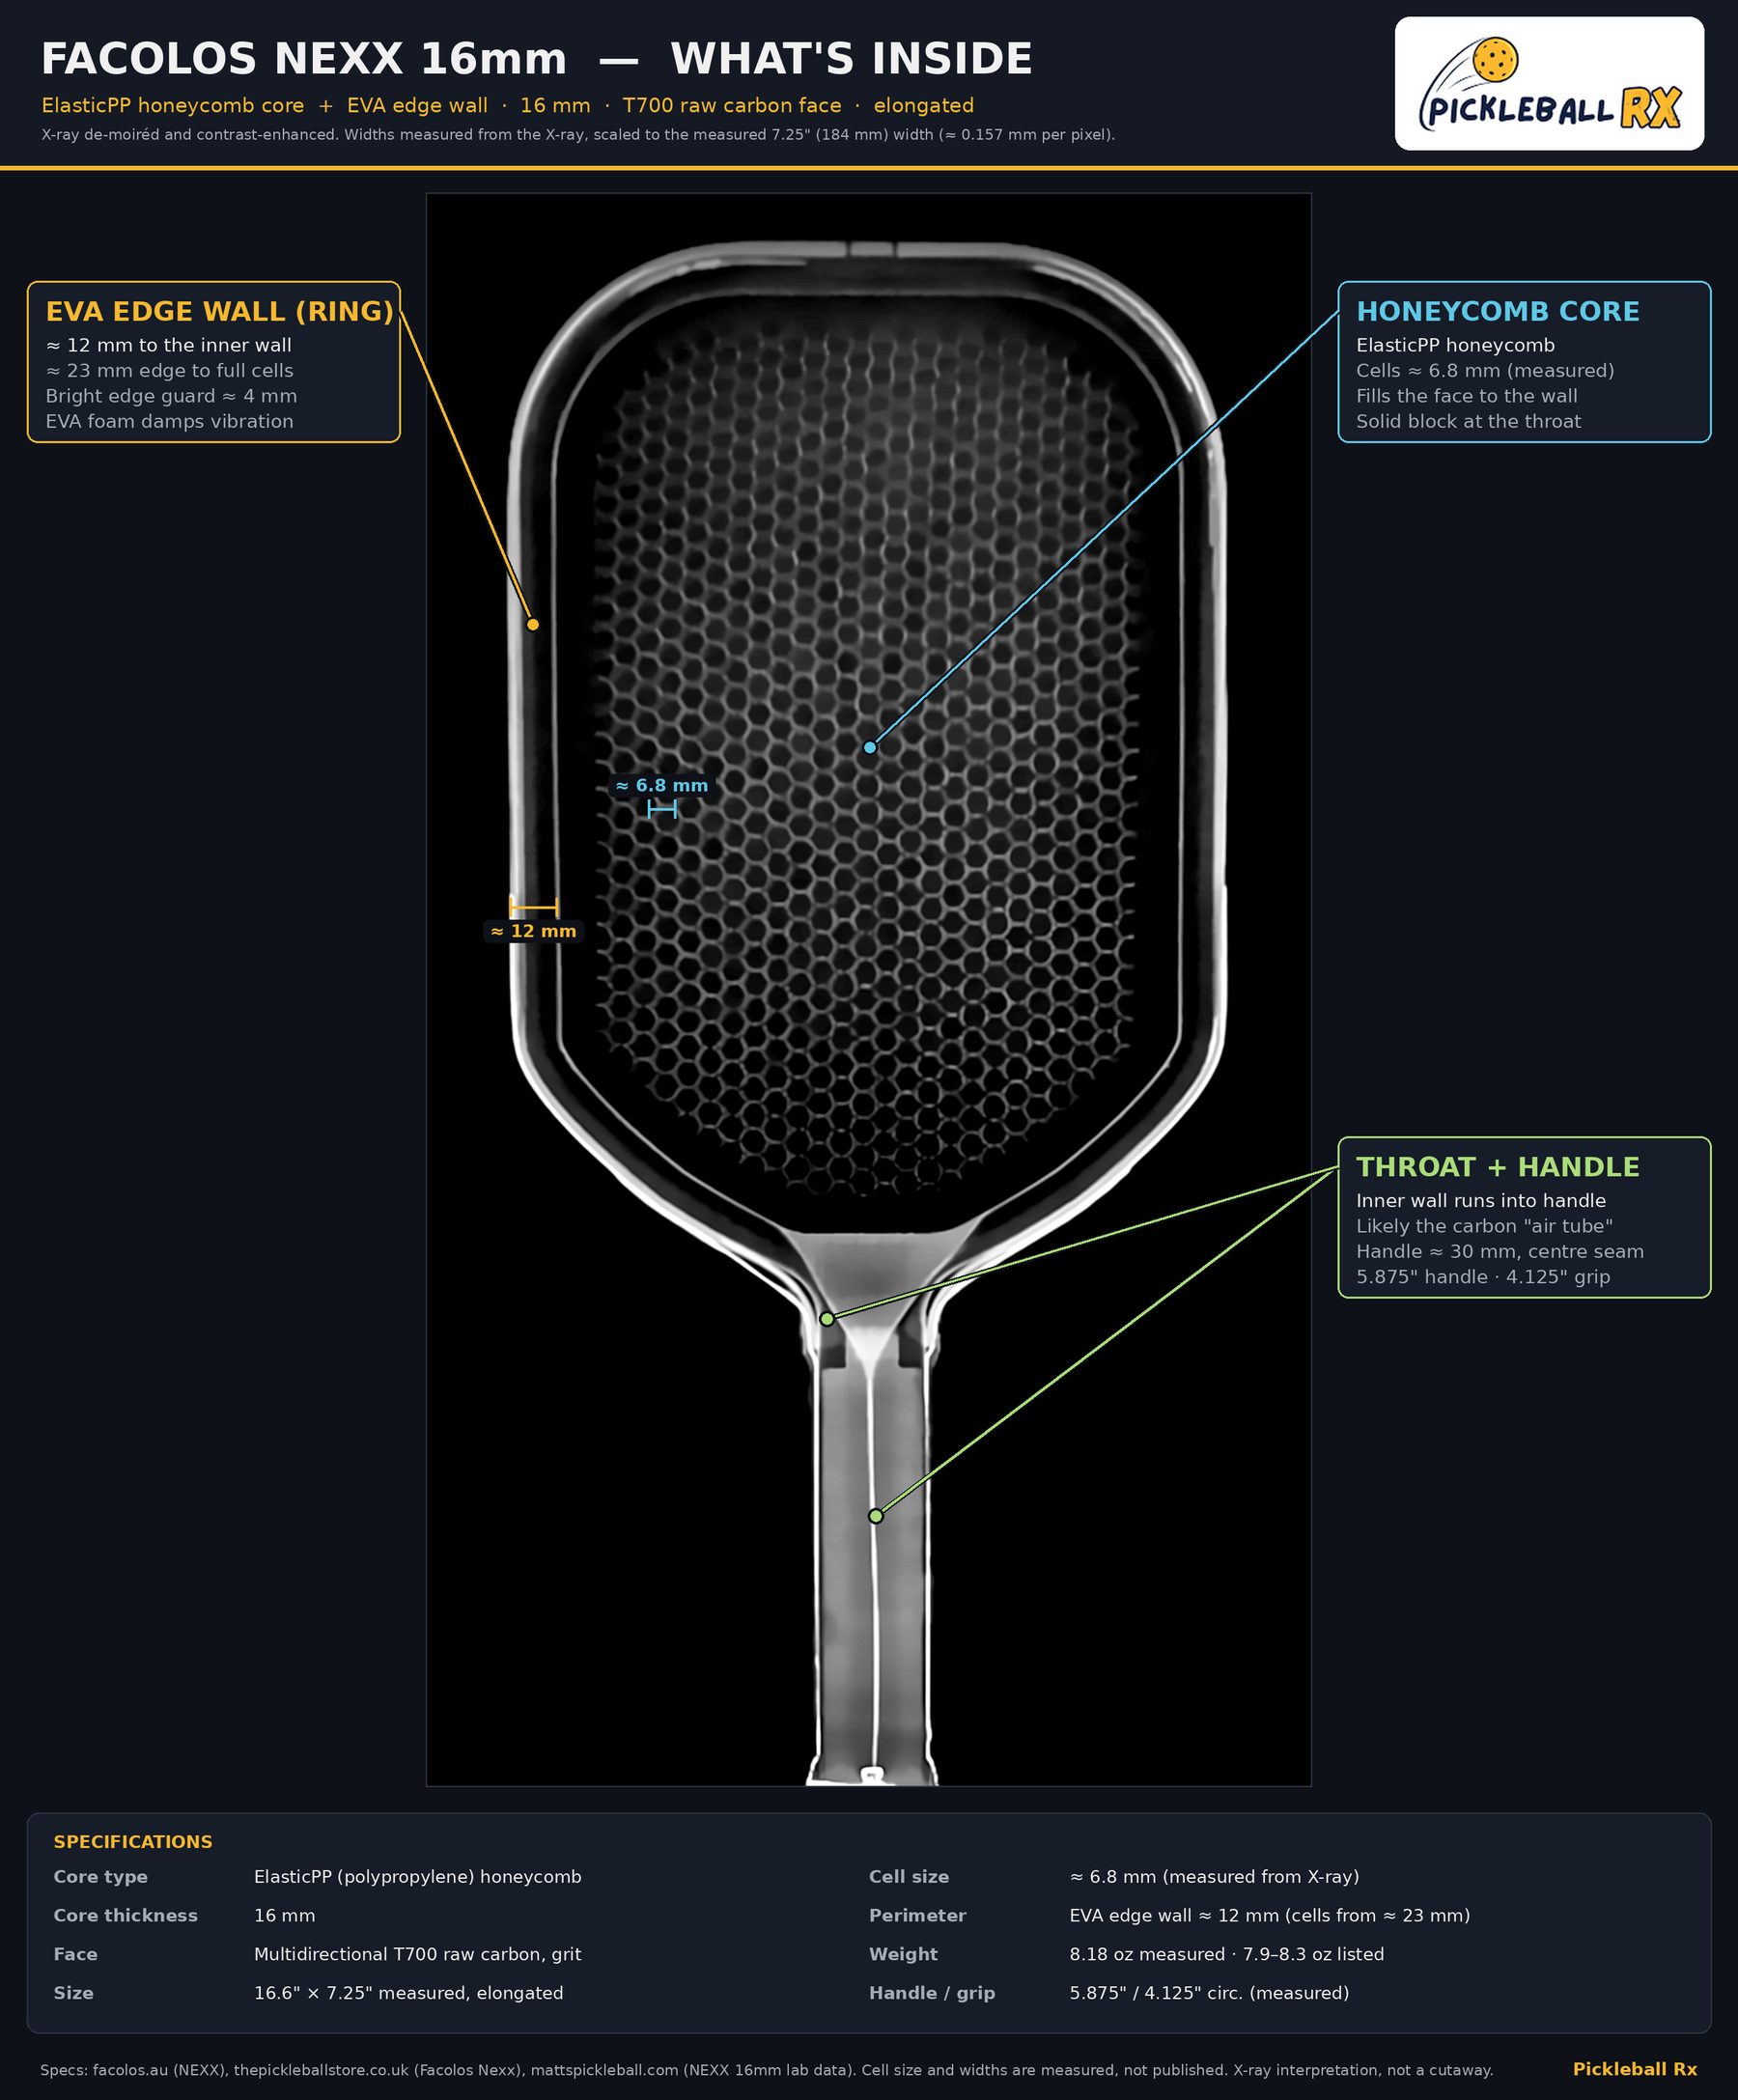 FACOLOS NEXX 16mm — WHAT'S INSIDE
ElasticPP honeycomb core + EVA edge wall · 16 mm · T700 raw carbon face · elongated
X-ray de-moiréd and contrast-enhanced. Widths measured from the X-ray, scaled to the measured 7.25" (184 mm) width (≈ 0.157 mm per pixel).
PICKLEBALL RX
EVA EDGE WALL (RING)
≈ 12 mm to the inner wall
≈ 23 mm edge to full cells
Bright edge guard ≈ 4 mm
EVA foam damps vibration
HONEYCOMB CORE
ElasticPP honeycomb
Cells ≈ 6.8 mm (measured)
Fills the face to the wall
Solid block at the throat
≈ 6.8 mm
≈ 12 mm
THROAT + HANDLE
Inner wall runs into handle
Likely the carbon "air tube"
Handle ≈ 30 mm, centre seam
5.875" handle · 4.125" grip
SPECIFICATIONS
Core type ElasticPP (polypropylene) honeycomb
Core thickness 16 mm
Face Multidirectional T700 raw carbon, grit
Size 16.6" × 7.25" measured, elongated
Cell size ≈ 6.8 mm (measured from X-ray)
Perimeter EVA edge wall ≈ 12 mm (cells from ≈ 23 mm)
Weight 8.18 oz measured · 7.9–8.3 oz listed
Handle / grip 5.875" / 4.125" circ. (measured)
Specs: facolos.au (NEXX), thepickleballstore.co.uk (Facolos Nexx), mattspickleball.com (NEXX 16mm lab data). Cell size and widths are measured, not published. X-ray interpretation, not a cutaway.
Pickleball Rx